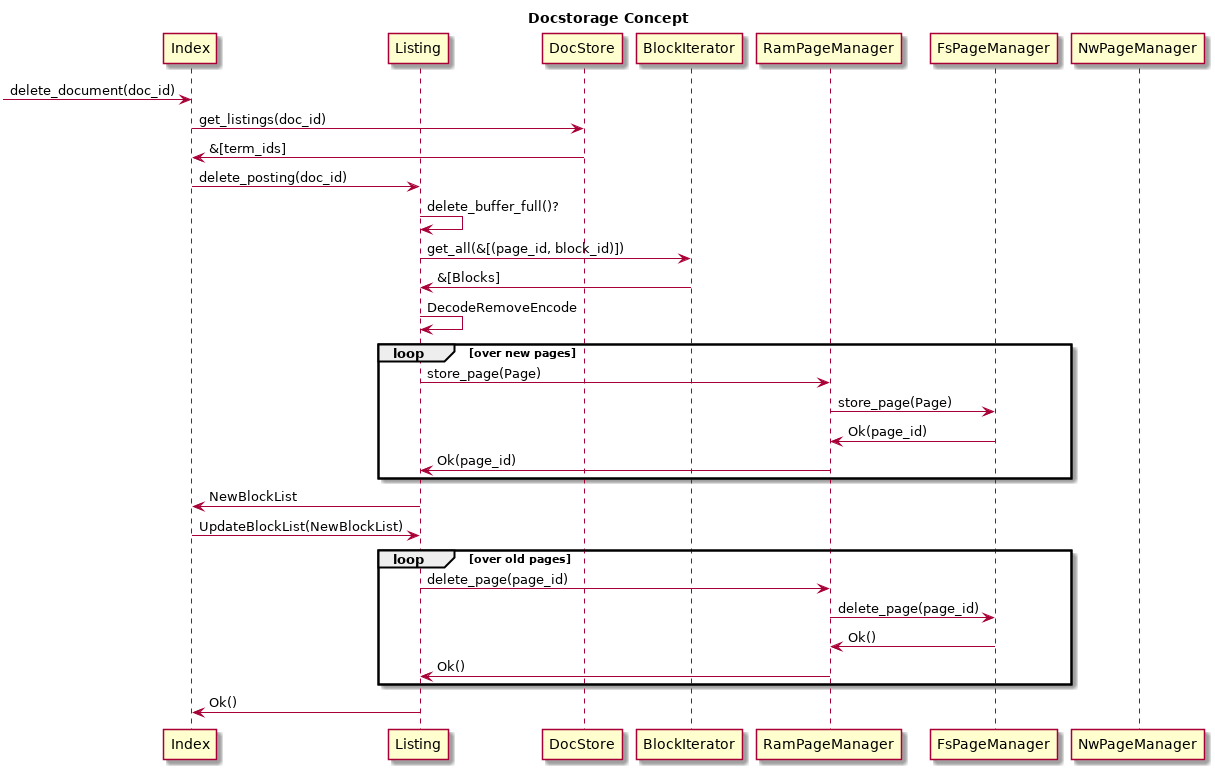 Docstorage Concept
Index Listing DocStore BlockIterator RamPageManager FsPageManager NwPageManager
delete_document(doc_id)
get_listings(doc_id)
&[term_ids]
delete_posting(doc_id)
delete_buffer_full()?
get_all(&[(page_id, block_id)])
&[Blocks]
DecodeRemoveEncode
loop [over new pages]
store_page(Page)
store_page(Page)
Ok(page_id)
Ok(page_id)
NewBlockList
UpdateBlockList(NewBlockList)
loop [over old pages]
delete_page(page_id)
delete_page(page_id)
Ok()
Ok()
Ok()
Index Listing DocStore BlockIterator RamPageManager FsPageManager NwPageManager